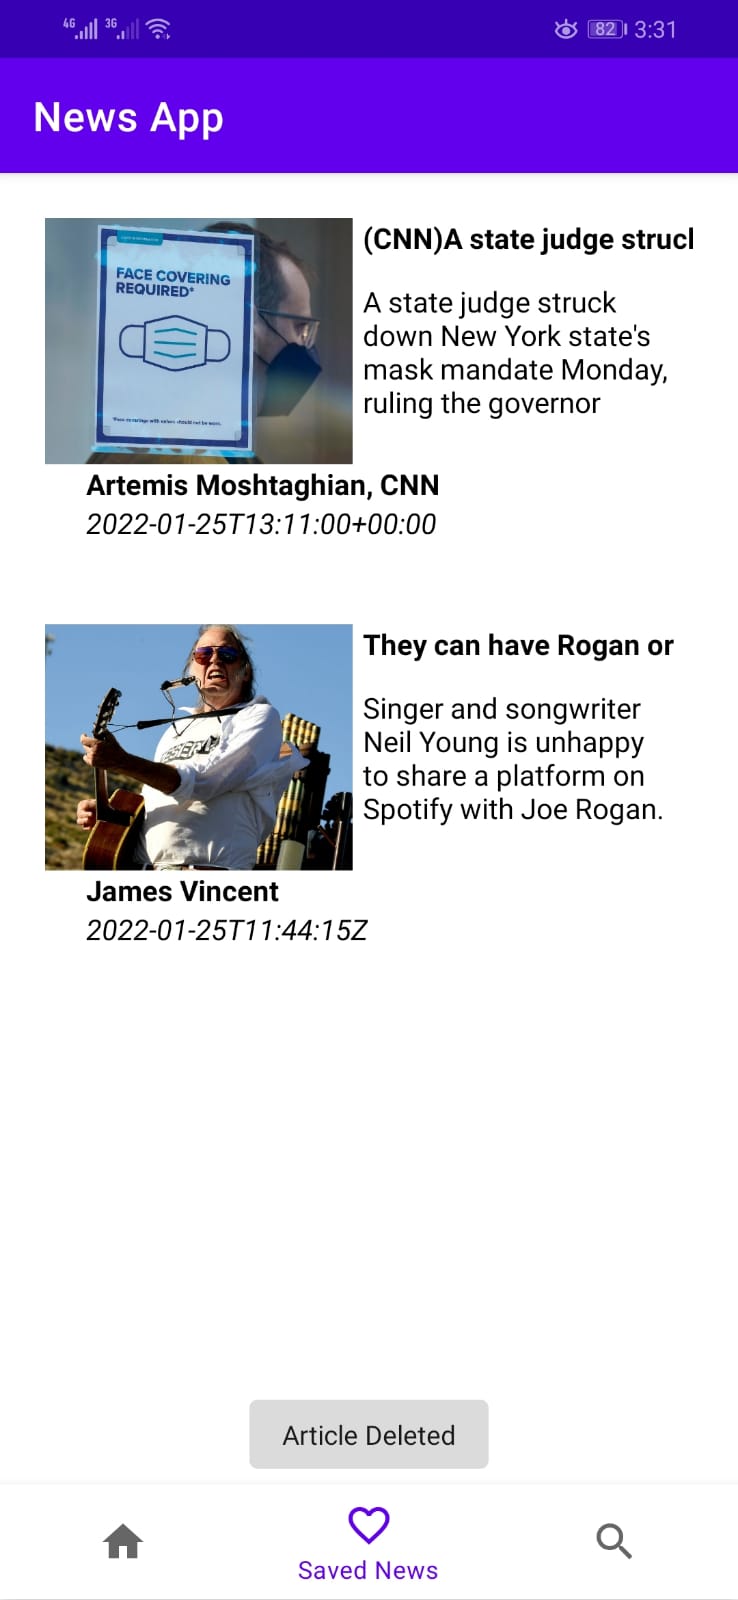 4G 3G 82 3:31
News App
FACE COVERING
REQUIRED*
(CNN)A state judge struc
A state judge struck
down New York state's
mask mandate Monday,
ruling the governor
Artemis Moshtaghian, CNN
2022-01-25T13:11:00+00:00
They can have Rogan or
Singer and songwriter
Neil Young is unhappy
to share a platform on
Spotify with Joe Rogan.
James Vincent
2022-01-25T11:44:15Z
Article Deleted
Saved News